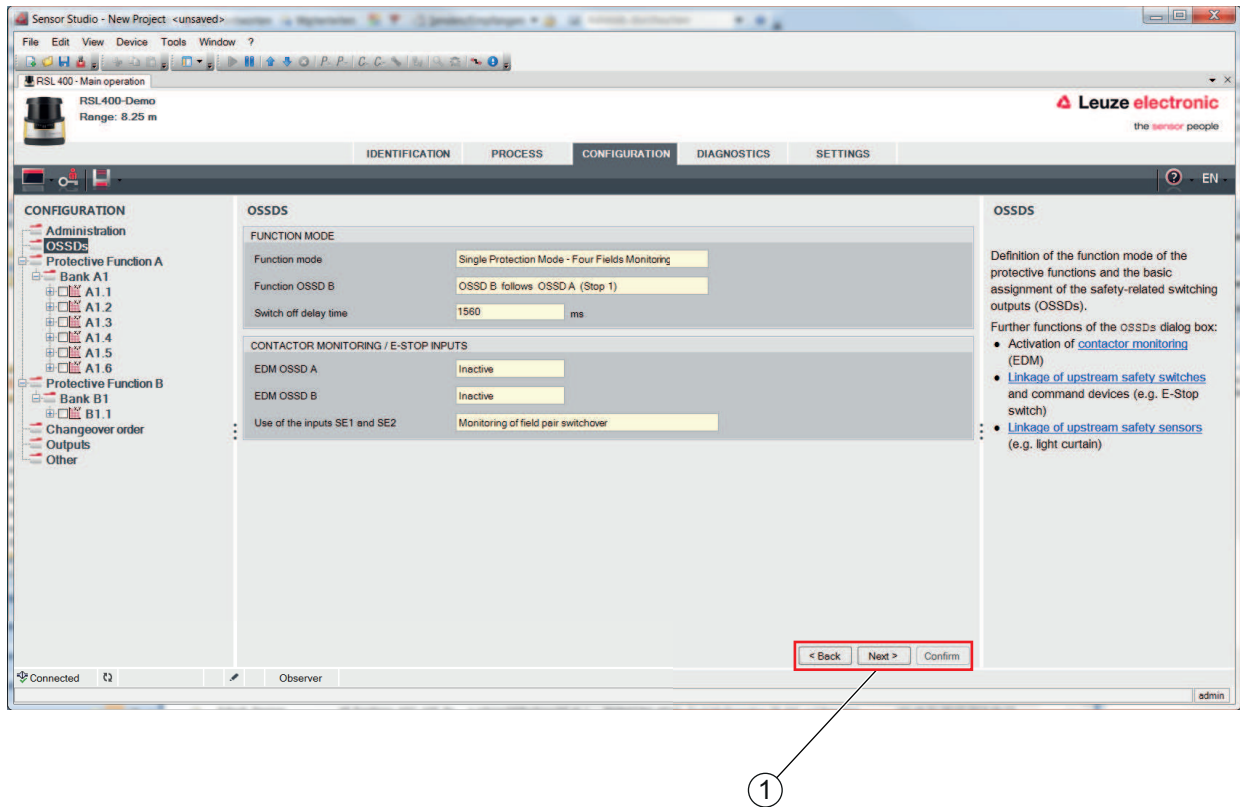 Sensor Studio - New Project <unsaved>
File Edit View Device Tools Window ?
RSL 400 - Main operation
RSL400-Demo
Range: 8.25 m
Leuze electronic
the sensor people
IDENTIFICATION PROCESS CONFIGURATION DIAGNOSTICS SETTINGS
EN
CONFIGURATION
Administration
OSSDs
Protective Function A
Bank A1
A1.1
A1.2
A1.3
A1.4
A1.5
A1.6
Protective Function B
Bank B1
B1.1
Changeover order
Outputs
Other
OSSDS
FUNCTION MODE
Function mode Single Protection Mode - Four Fields Monitoring
Function OSSD B OSSD B follows OSSD A (Stop 1)
Switch off delay time 1560 ms
CONTACTOR MONITORING / E-STOP INPUTS
EDM OSSD A Inactive
EDM OSSD B Inactive
Use of the inputs SE1 and SE2 Monitoring of field pair switchover
< Back Next > Confirm
OSSDS
Definition of the function mode of the
protective functions and the basic
assignment of the safety-related switching
outputs (OSSDs).
Further functions of the OSSDs dialog box:
• Activation of contactor monitoring
(EDM)
• Linkage of upstream safety switches
and command devices (e.g. E-Stop
switch)
• Linkage of upstream safety sensors
(e.g. light curtain)
Connected Observer
admin
1